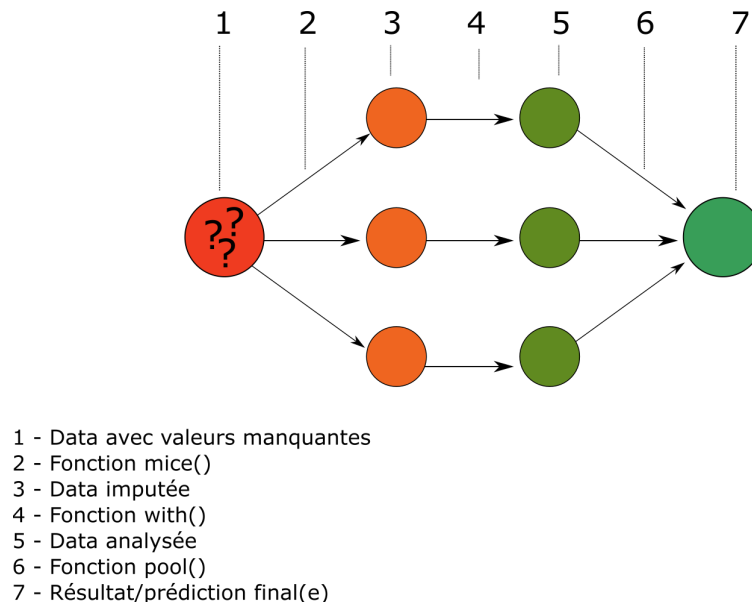 1 2 3 4 5 6 7
? ? ?
1 - Data avec valeurs manquantes
2 - Fonction mice()
3 - Data imputée
4 - Fonction with()
5 - Data analysée
6 - Fonction pool()
7 - Résultat/prédiction final(e)